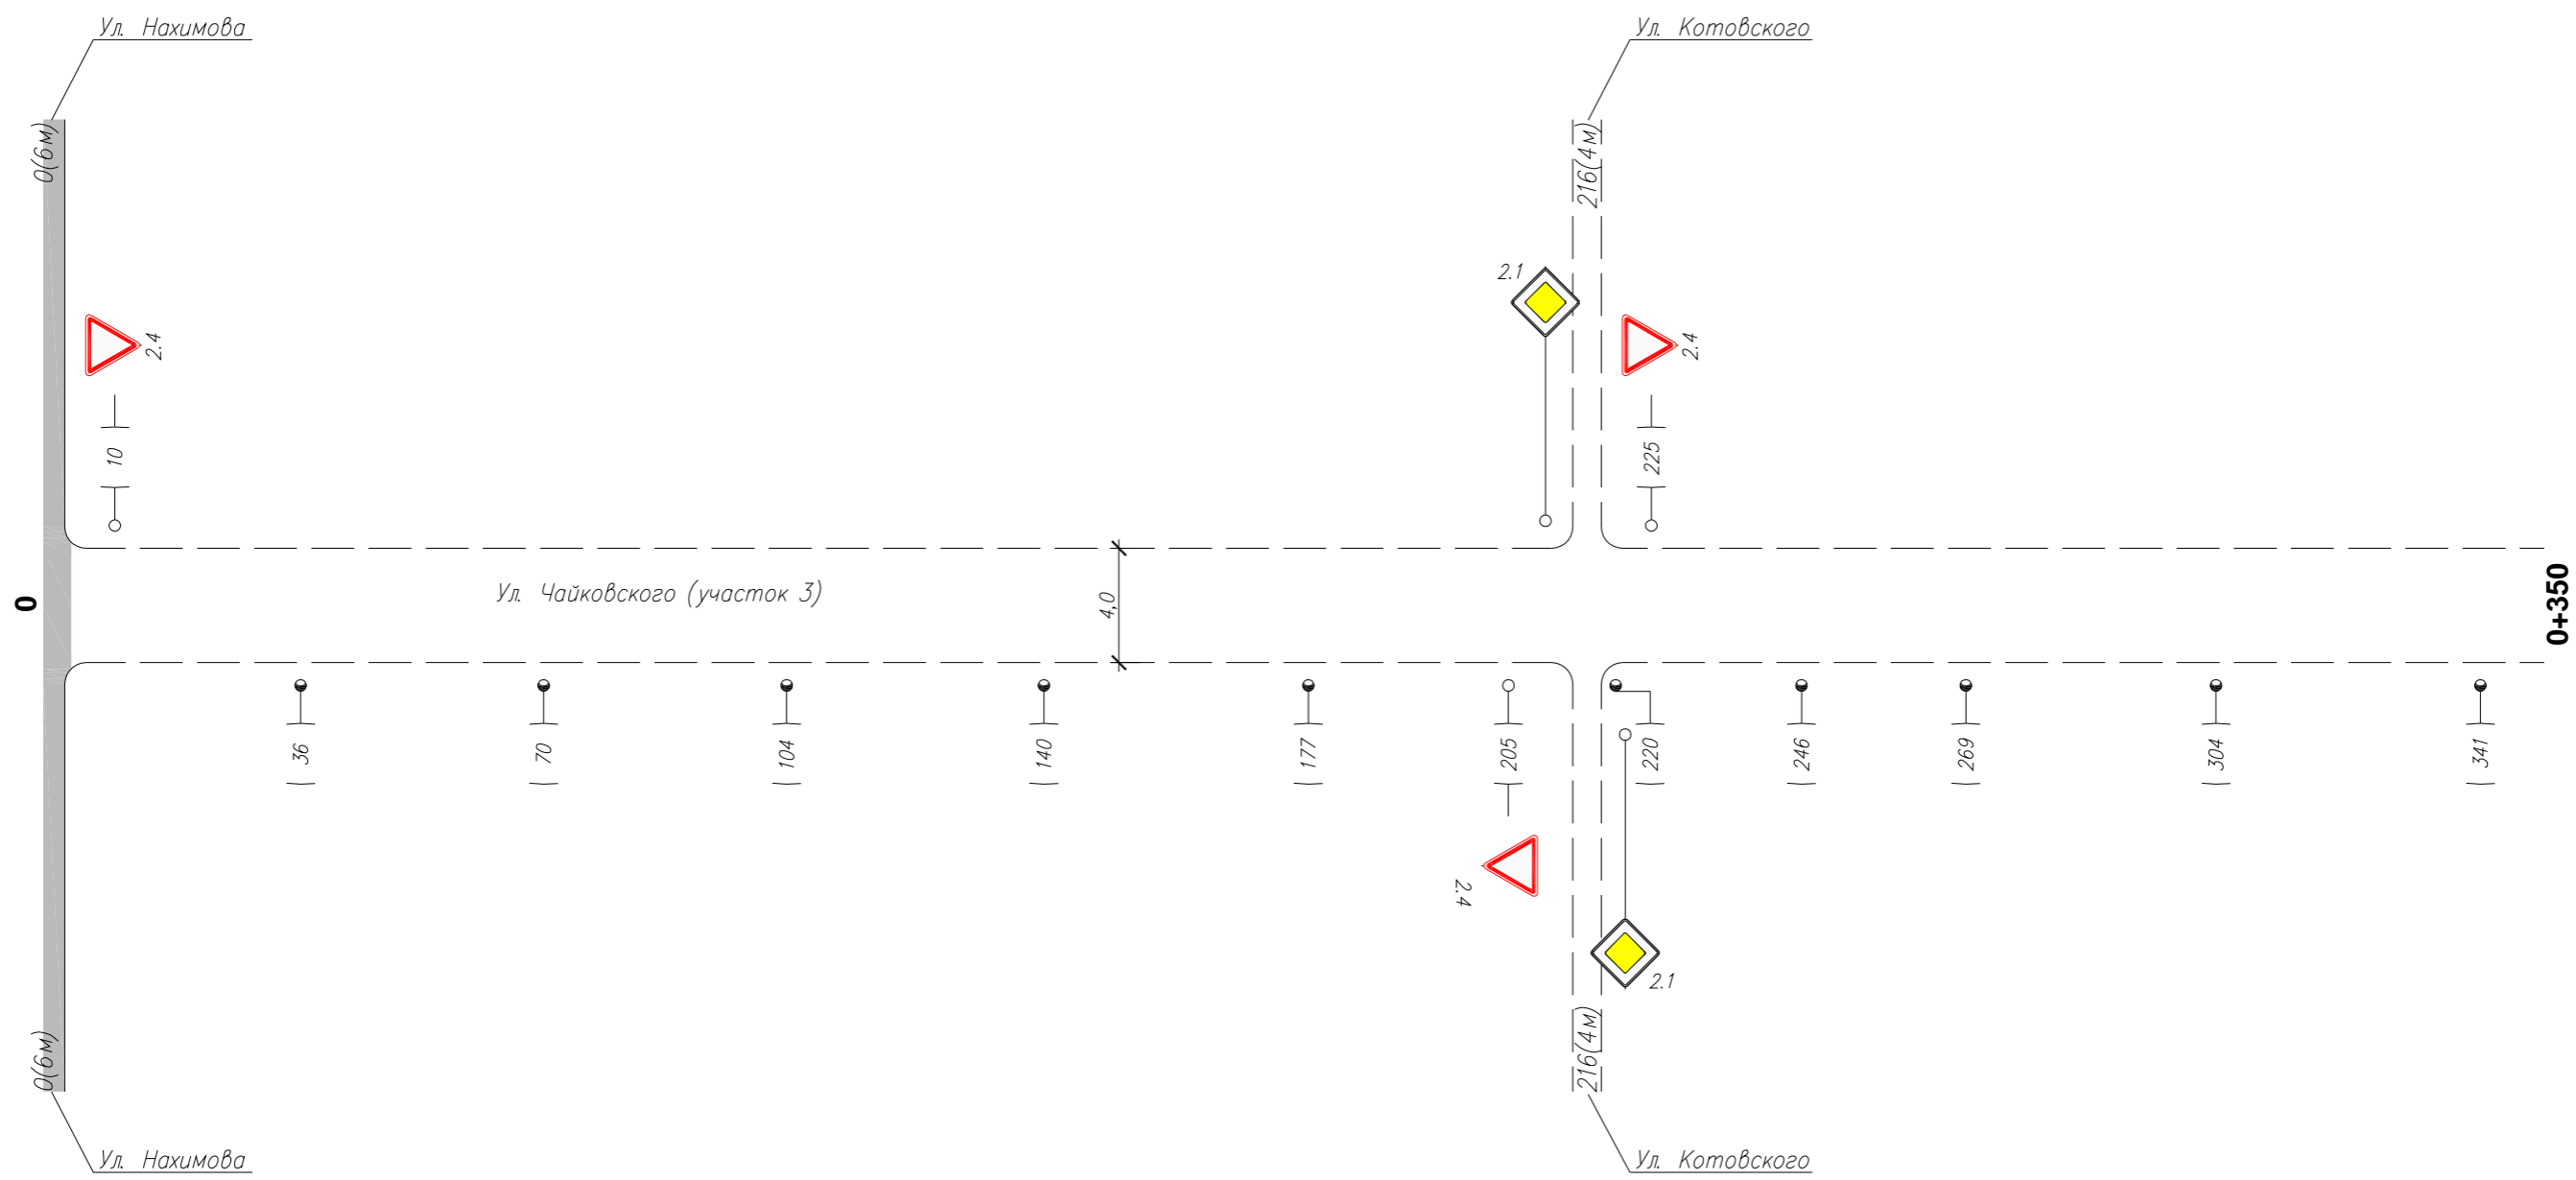 Ул. Нахимова
Ул. Котовского
0(6м)
216(4м)
2.1
2.4
2.4
10
225
Ул. Чайковского (участок 3)
4,0
0
0+350
36
70
104
140
177
205
220
246
269
304
341
2.4
2.1
0(6м)
216(4м)
Ул. Нахимова
Ул. Котовского